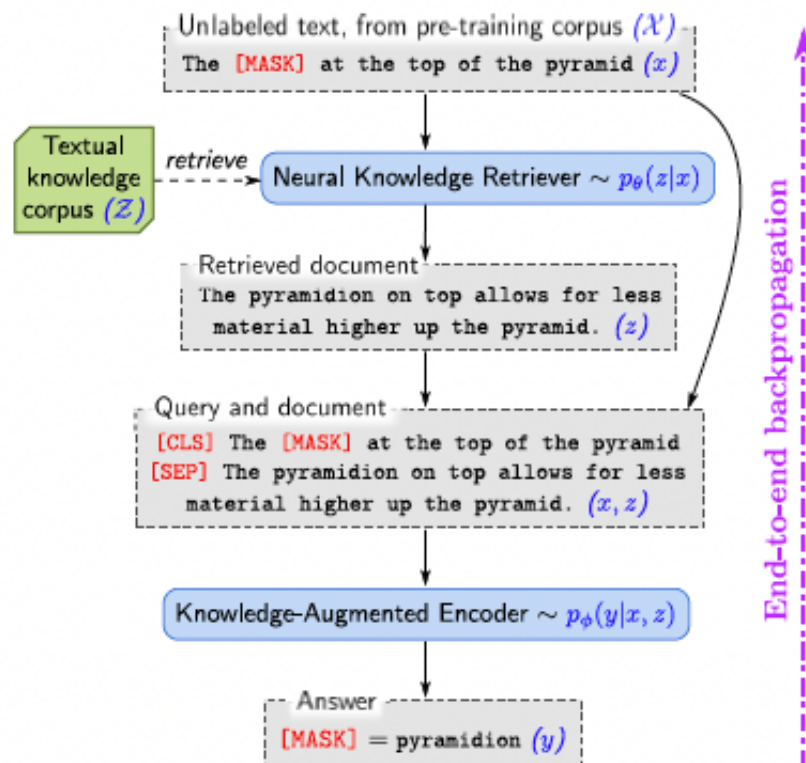 Unlabeled text, from pre-training corpus (𝒳)
The [MASK] at the top of the pyramid (x)
Textual
knowledge
corpus (𝒵)
retrieve
Neural Knowledge Retriever ~ pθ(z|x)
Retrieved document
The pyramidion on top allows for less
material higher up the pyramid. (z)
Query and document
[CLS] The [MASK] at the top of the pyramid
[SEP] The pyramidion on top allows for less
material higher up the pyramid. (x, z)
Knowledge-Augmented Encoder ~ pϕ(y|x, z)
Answer
[MASK] = pyramidion (y)
End-to-end backpropagation